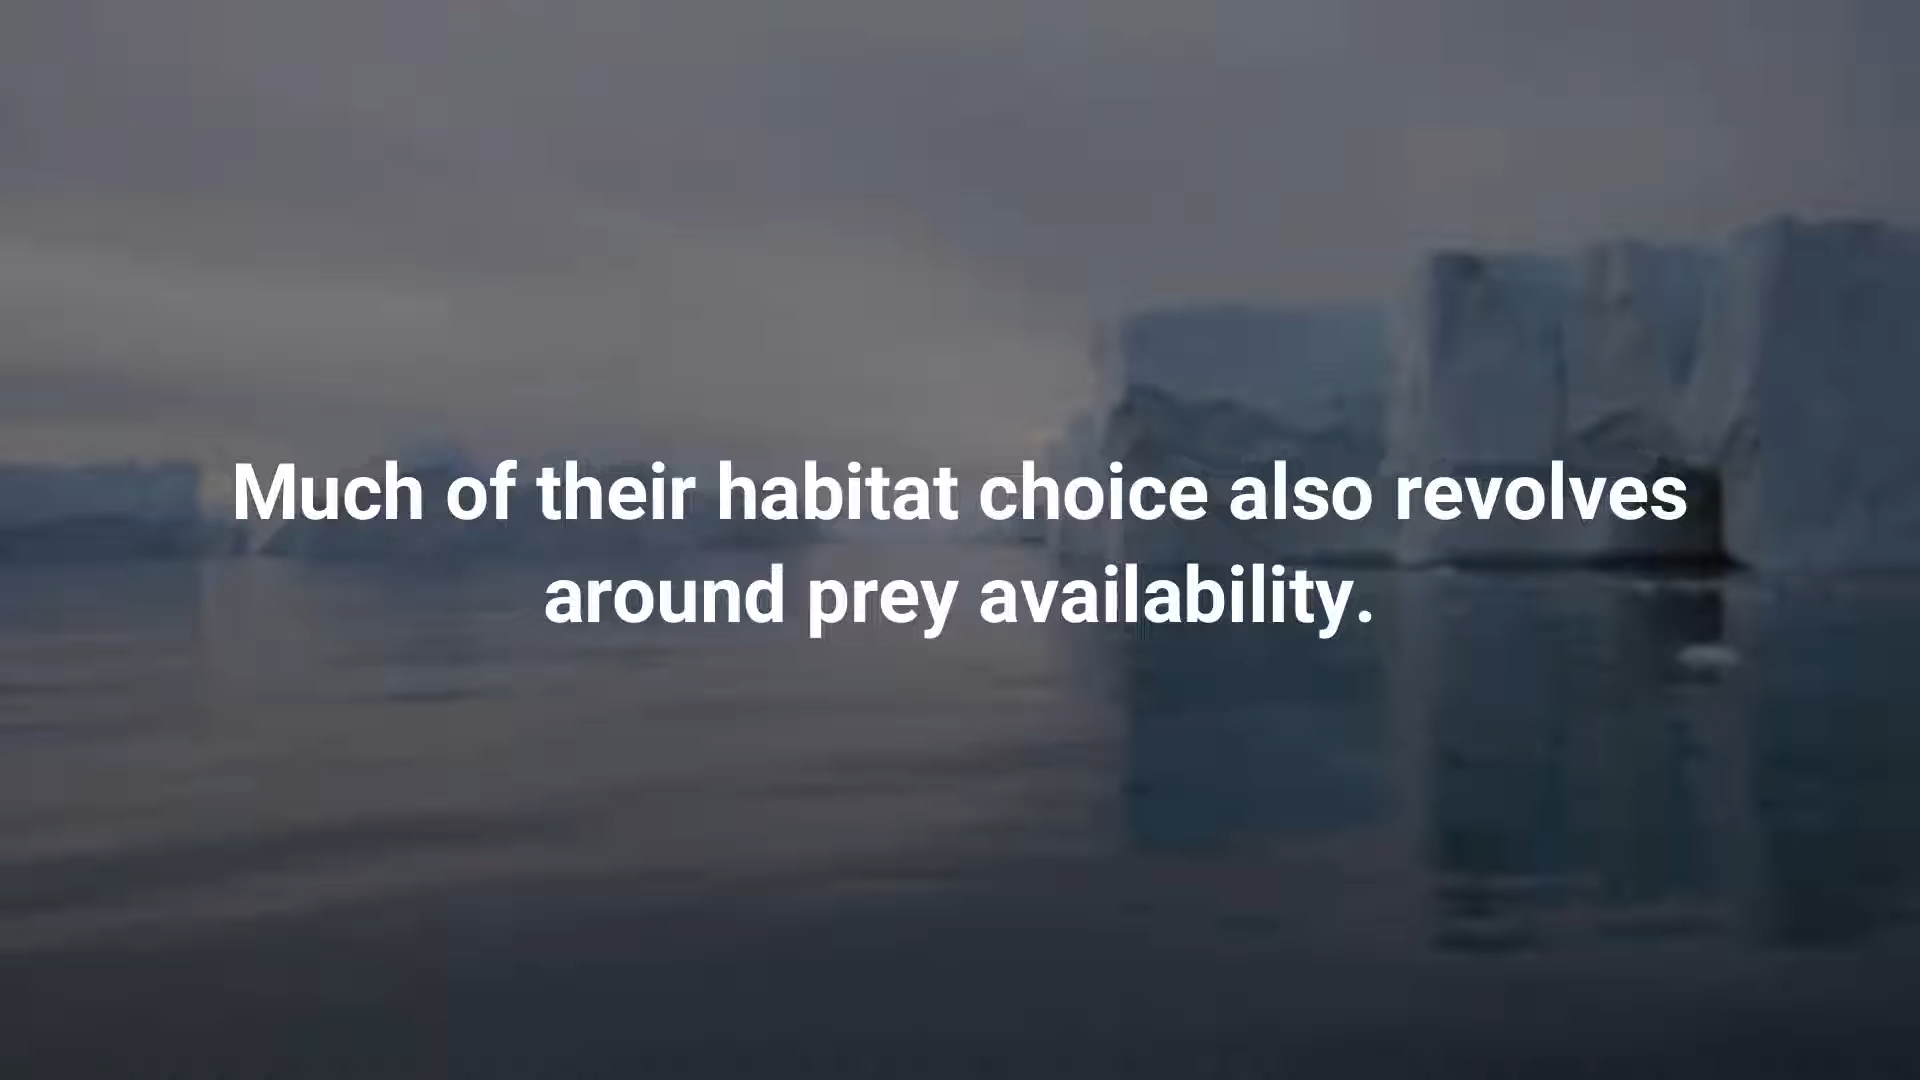 Much of their habitat choice also revolves
around prey availability.